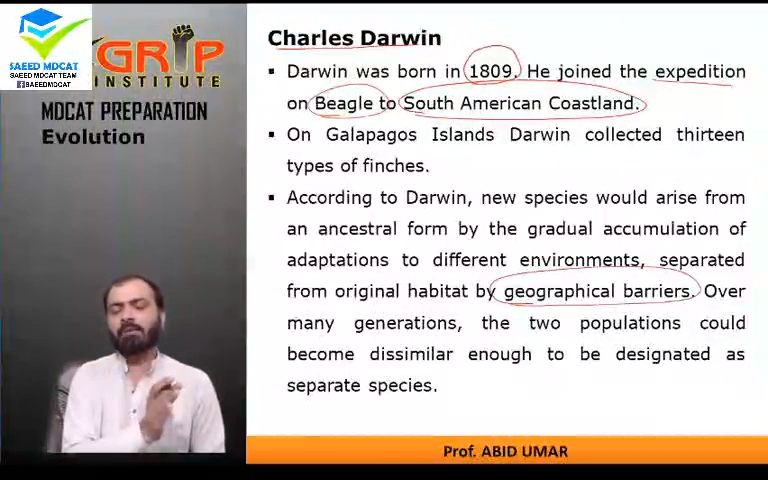 SAEED MDCAT
SAEED MDCAT TEAM
f/SAEEDMDCAT
GRIP
INSTITUTE
MDCAT PREPARATION
Evolution
Charles Darwin
▪ Darwin was born in 1809. He joined the expedition
on Beagle to South American Coastland.
▪ On Galapagos Islands Darwin collected thirteen
types of finches.
▪ According to Darwin, new species would arise from
an ancestral form by the gradual accumulation of
adaptations to different environments, separated
from original habitat by geographical barriers. Over
many generations, the two populations could
become dissimilar enough to be designated as
separate species.
Prof. ABID UMAR